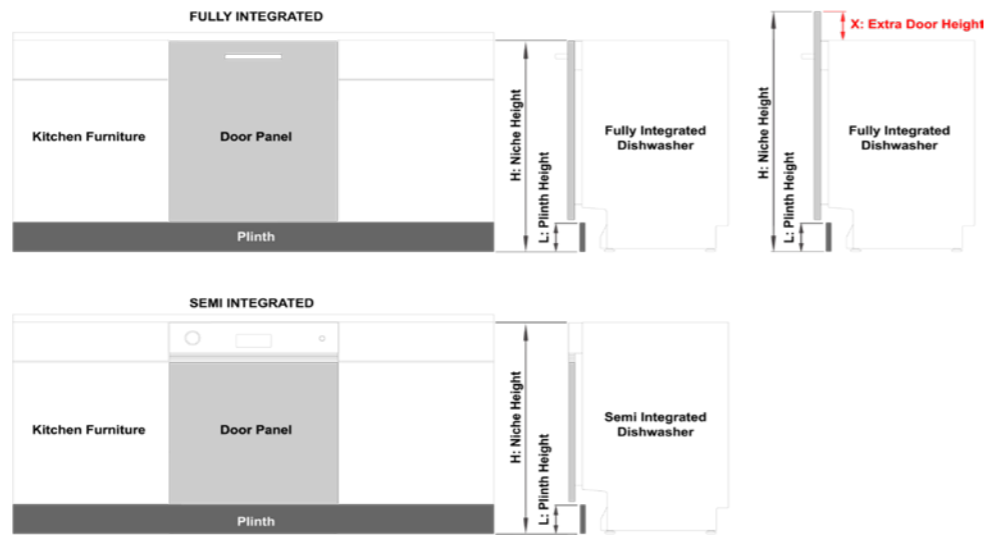 FULLY INTEGRATED
X: Extra Door Height
Kitchen Furniture
Door Panel
H: Niche Height
L: Plinth Height
Fully Integrated
Dishwasher
H: Niche Height
L: Plinth Height
Fully Integrated
Dishwasher
Plinth
SEMI INTEGRATED
Kitchen Furniture
Door Panel
H: Niche Height
L: Plinth Height
Semi Integrated
Dishwasher
Plinth